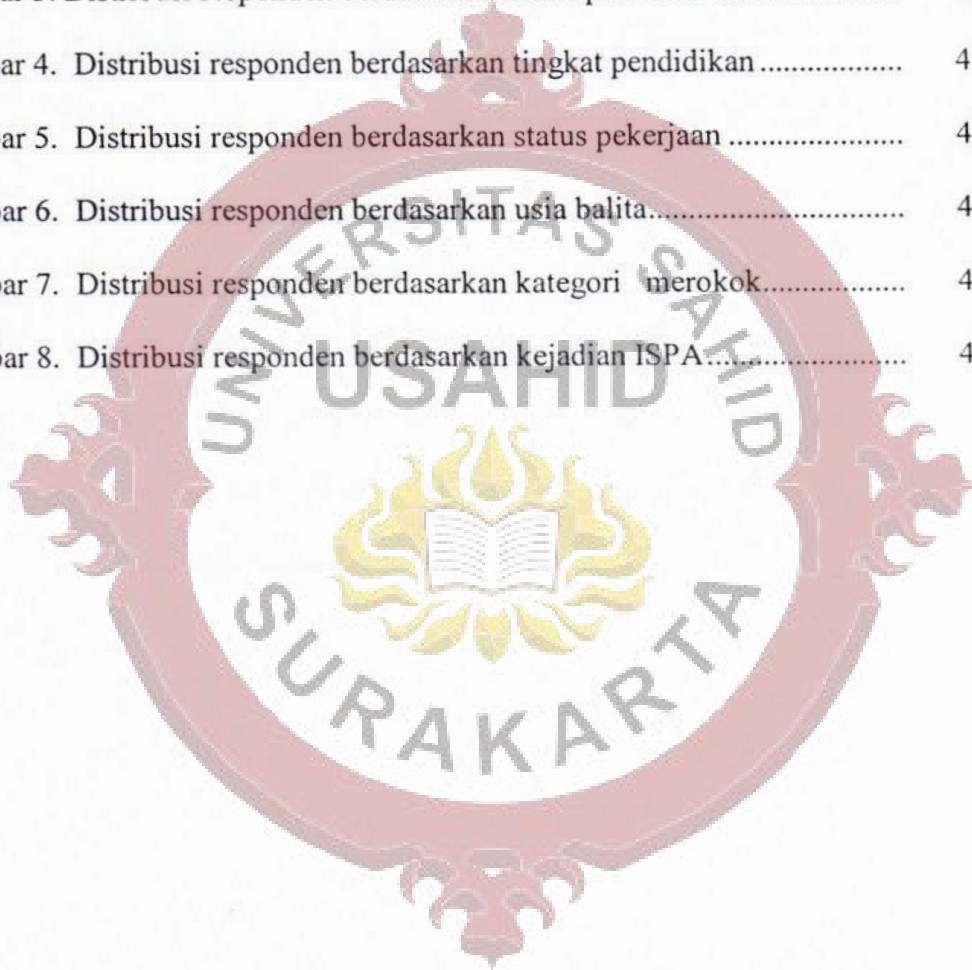 ar 4. Distribusi responden berdasarkan tingkat pendidikan .................. 4
ar 5. Distribusi responden berdasarkan status pekerjaan ...................... 4
ar 6. Distribusi responden berdasarkan usia balita................................ 4
ar 7. Distribusi responden berdasarkan kategori merokok.................. 4
ar 8. Distribusi responden berdasarkan kejadian ISPA........................ 4
UNIVERSITAS SAHID
USAHID
SURAKARTA